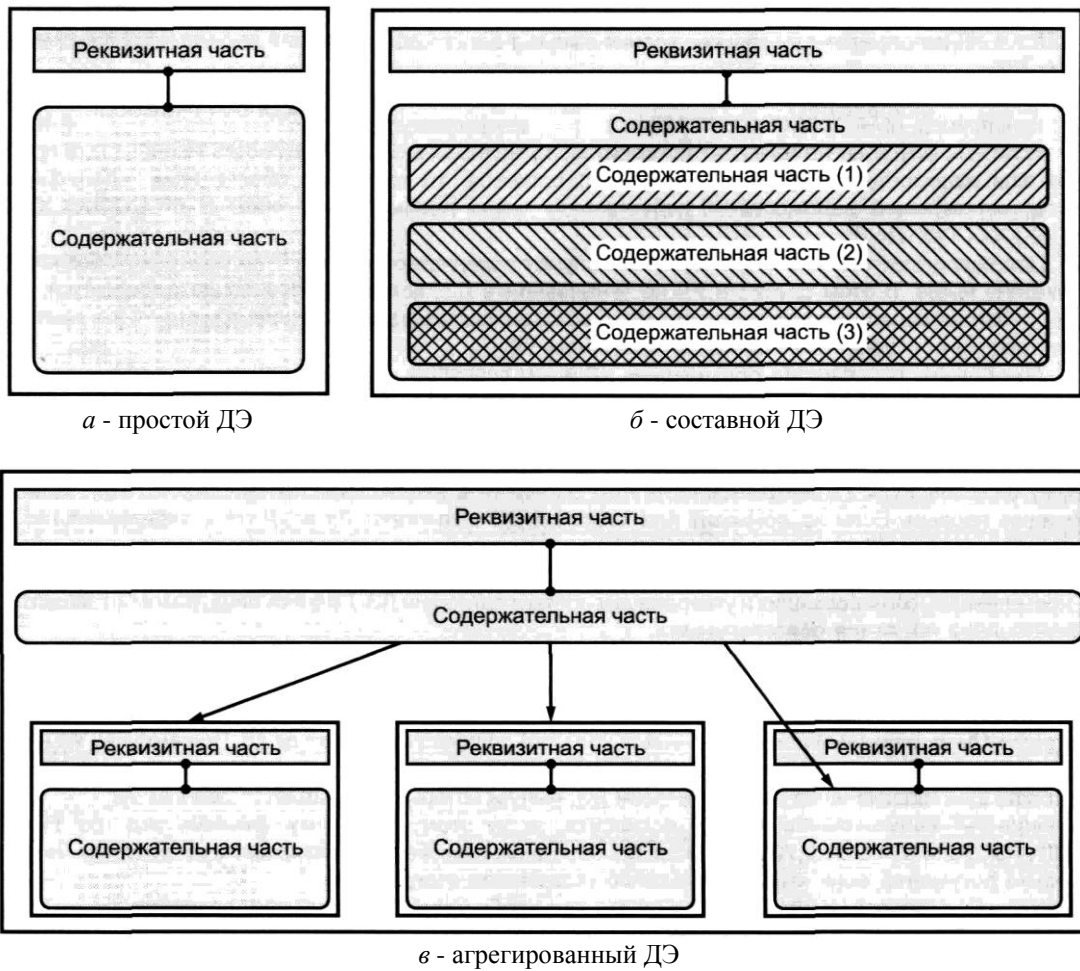 Реквизитная часть
Содержательная часть
а - простой ДЭ
Реквизитная часть
Содержательная часть
Содержательная часть (1)
Содержательная часть (2)
Содержательная часть (3)
б - составной ДЭ
Реквизитная часть
Содержательная часть
Реквизитная часть
Содержательная часть
Реквизитная часть
Содержательная часть
Реквизитная часть
Содержательная часть
в - агрегированный ДЭ